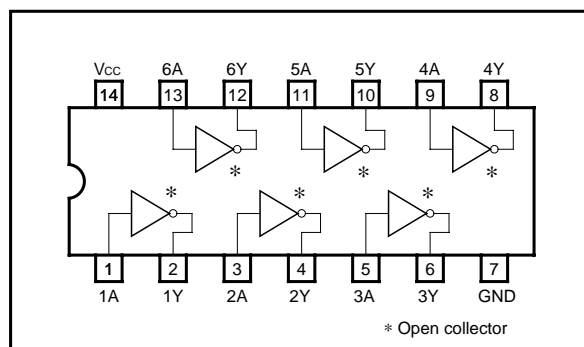 Vcc 6A 6Y 5A 5Y 4A 4Y
14 13 12 11 10 9 8
* * *
* * *
1 2 3 4 5 6 7
1A 1Y 2A 2Y 3A 3Y GND
* Open collector